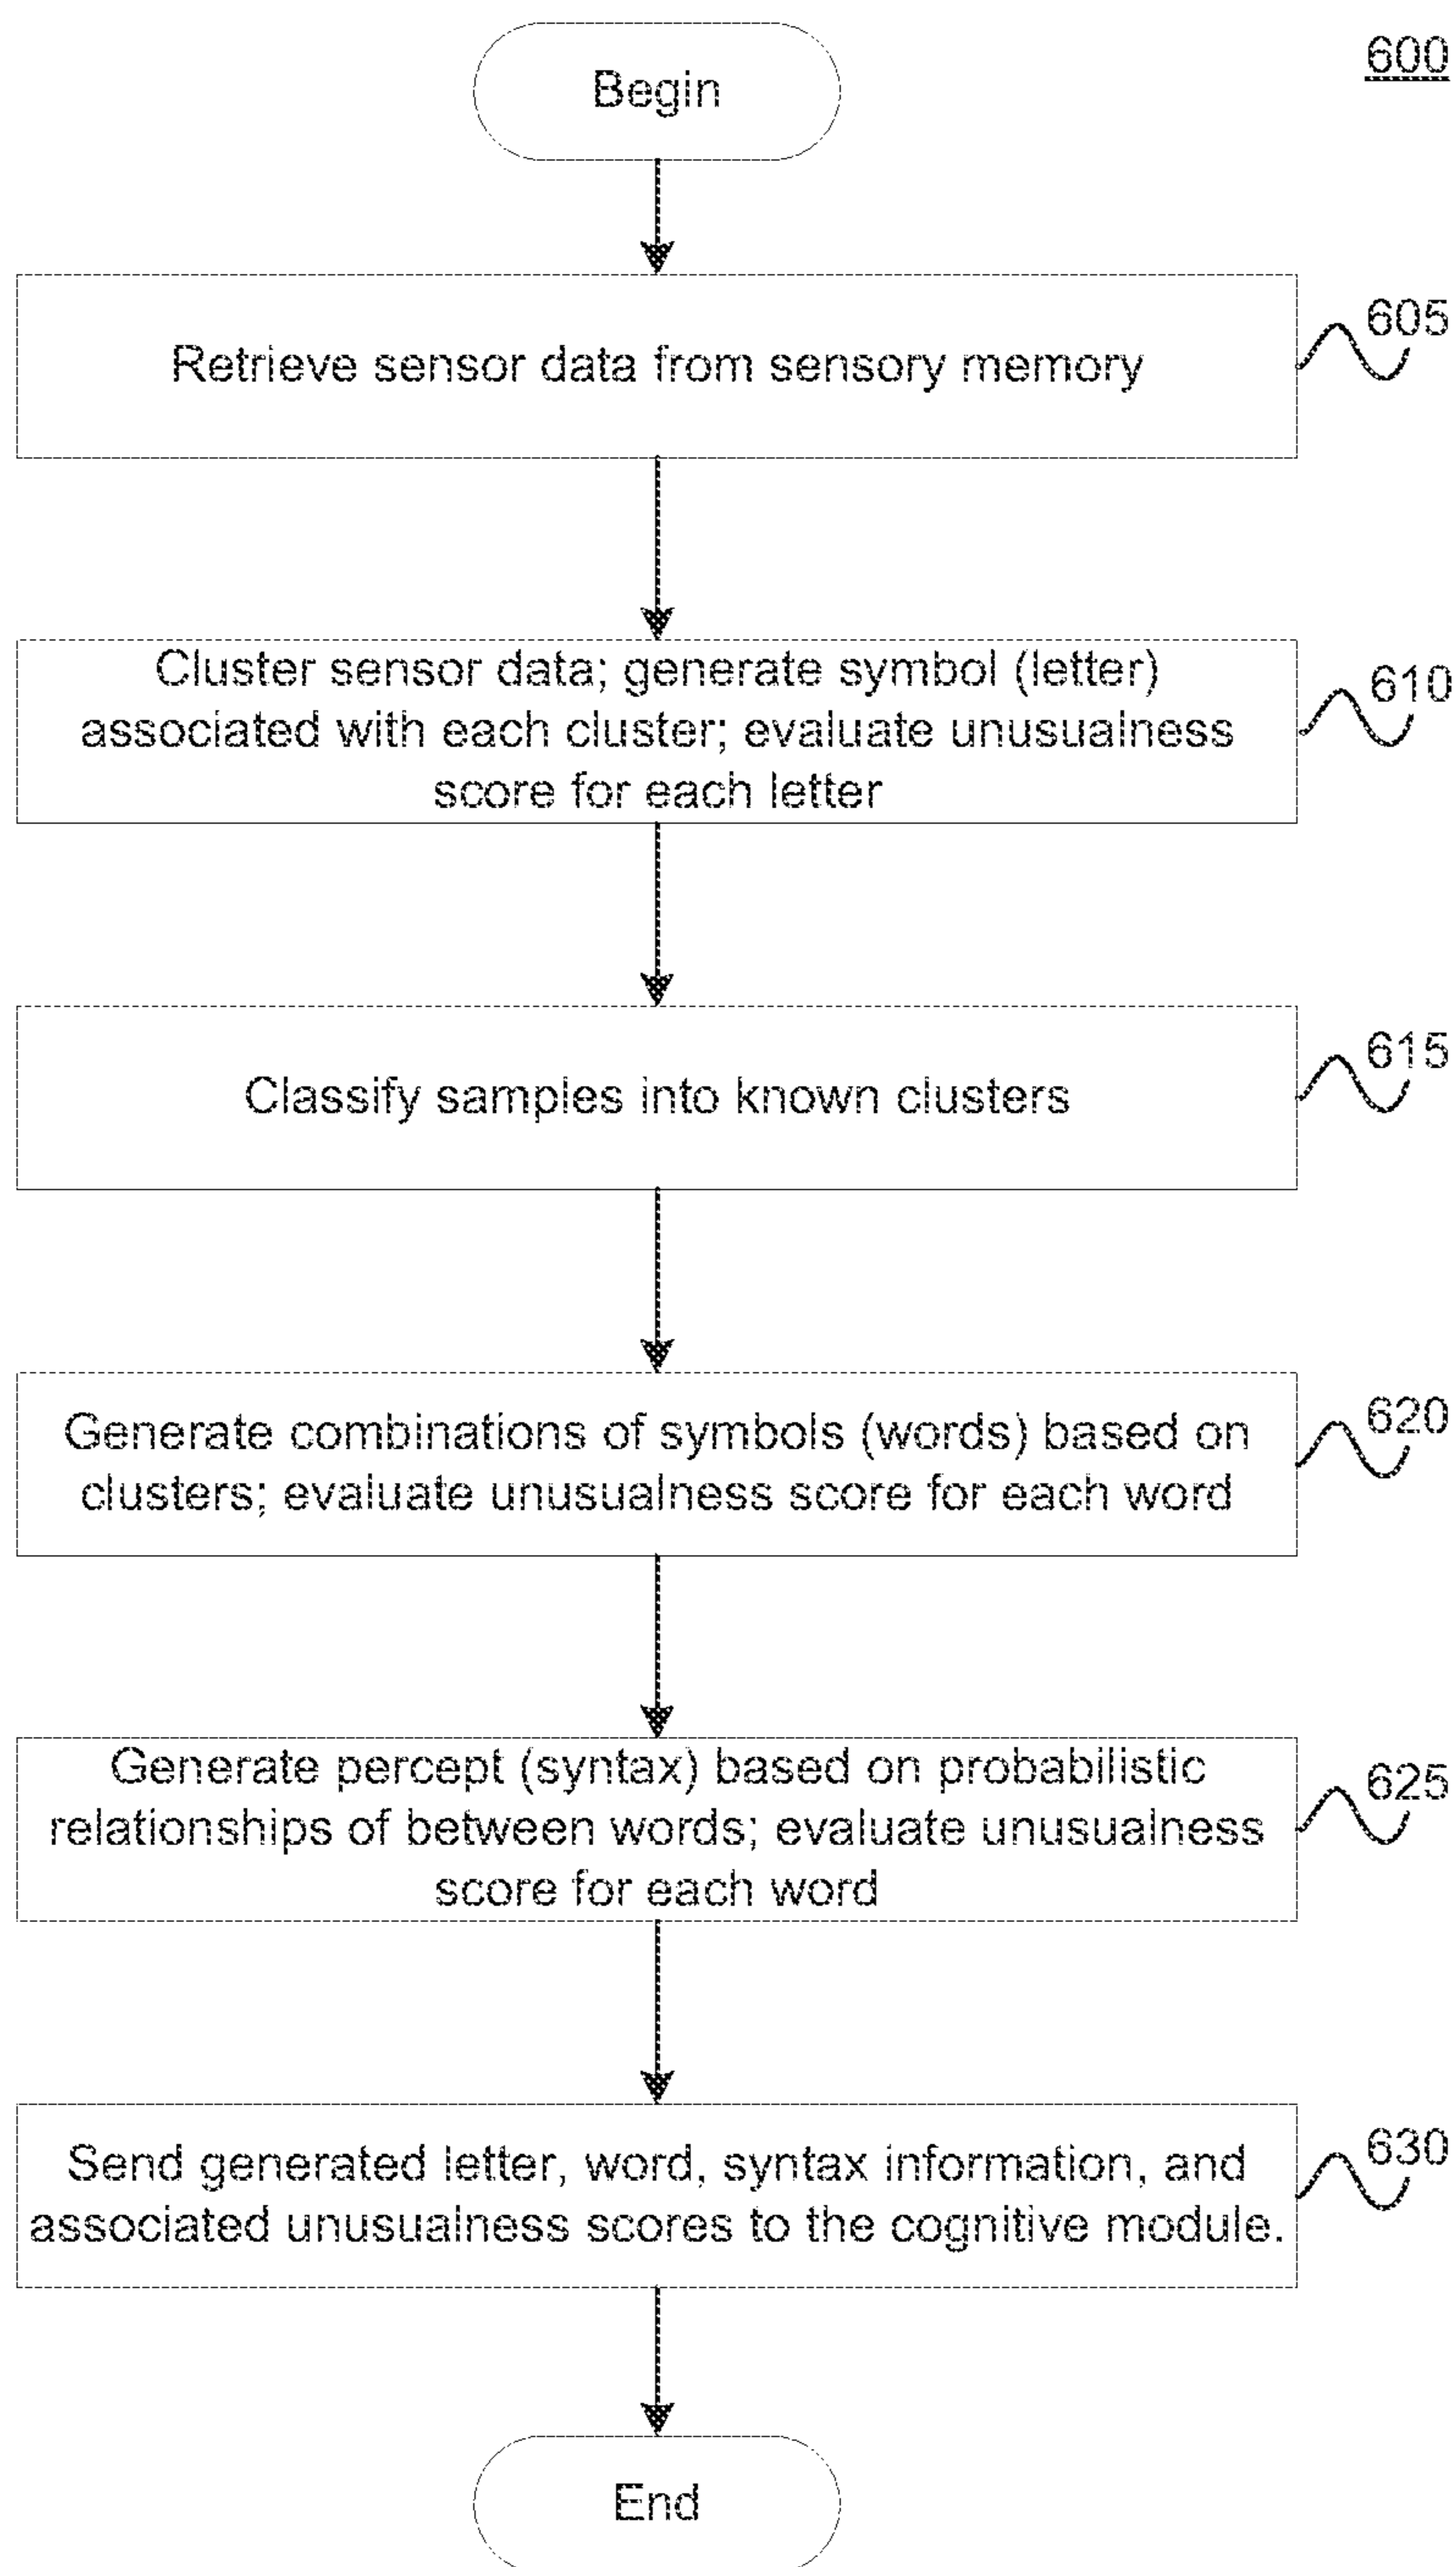 600
Begin
Retrieve sensor data from sensory memory
605
Cluster sensor data; generate symbol (letter)
associated with each cluster; evaluate unusualness
score for each letter
610
Classify samples into known clusters
615
Generate combinations of symbols (words) based on
clusters; evaluate unusualness score for each word
620
Generate percept (syntax) based on probabilistic
relationships of between words; evaluate unusualness
score for each word
625
Send generated letter, word, syntax information, and
associated unusualness scores to the cognitive module.
630
End